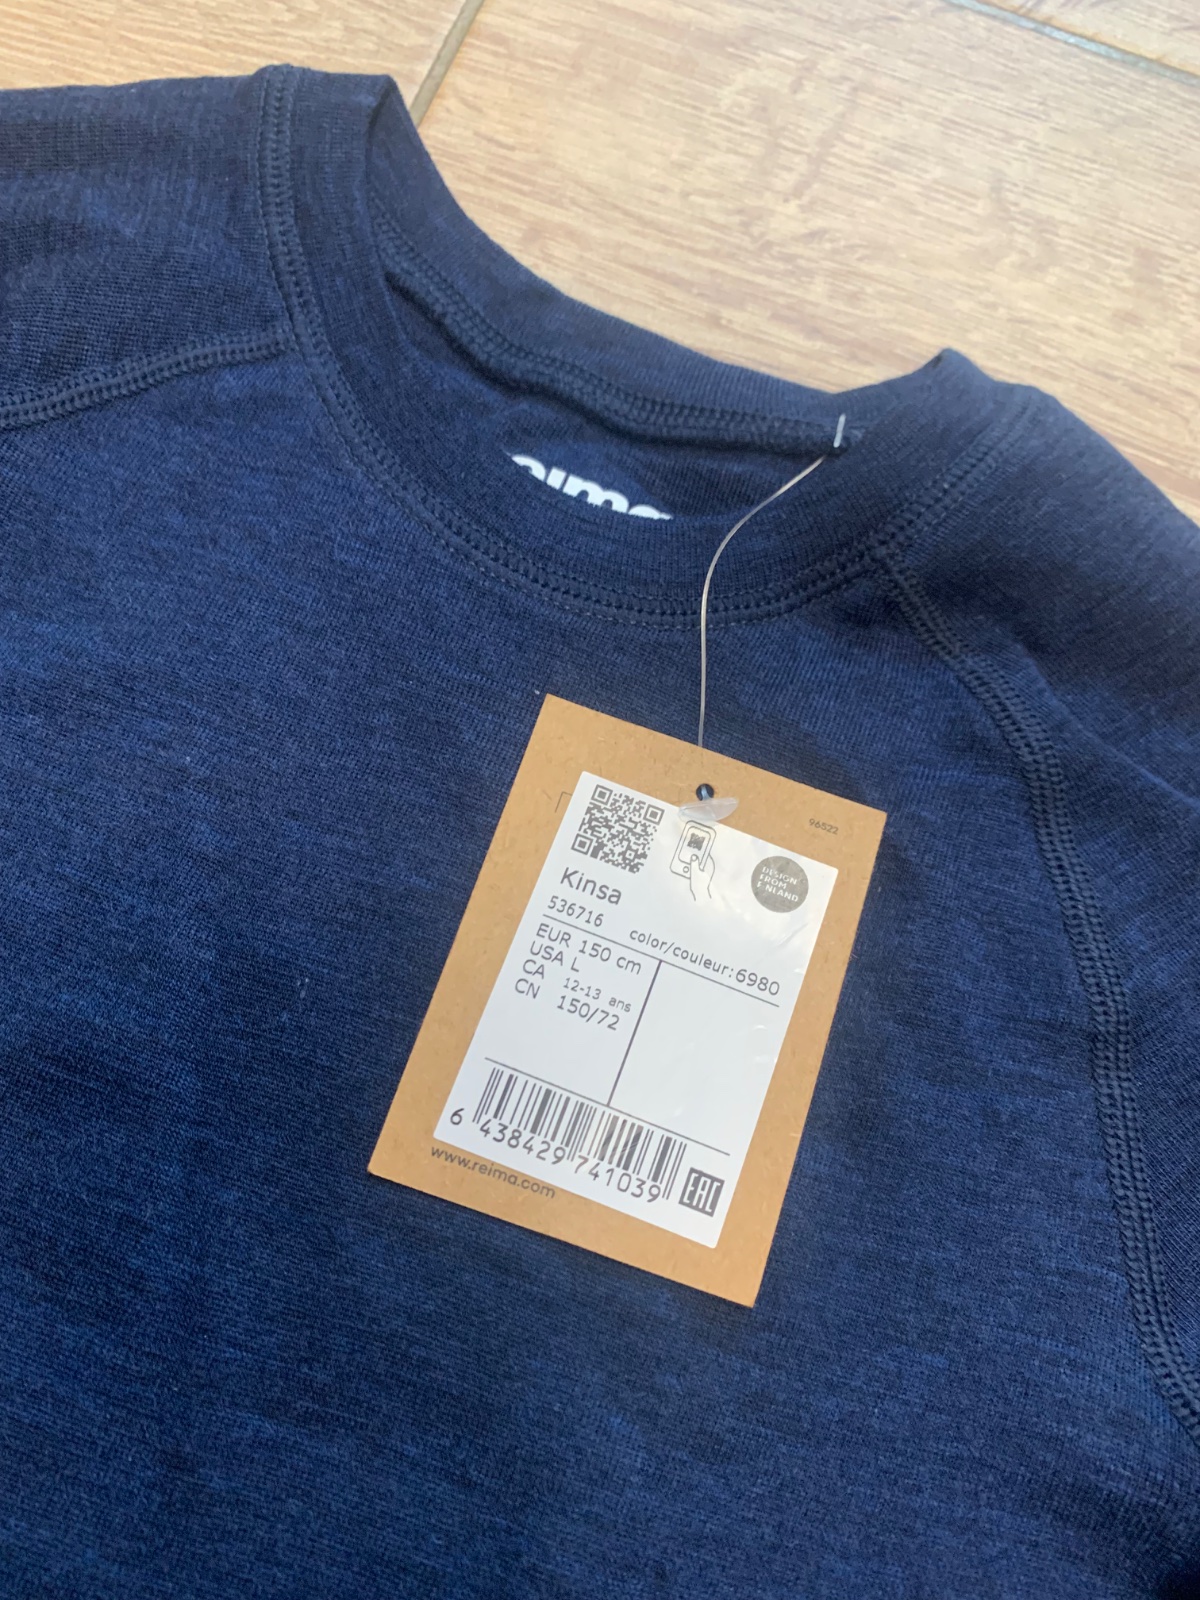 96522
DESIGN
FROM
FINLAND
Kinsa
536716 color/couleur:6980
EUR 150 cm
USA L
CA 12-13 ans
CN 150/72
6 438429 741039
EAC
www.reima.com